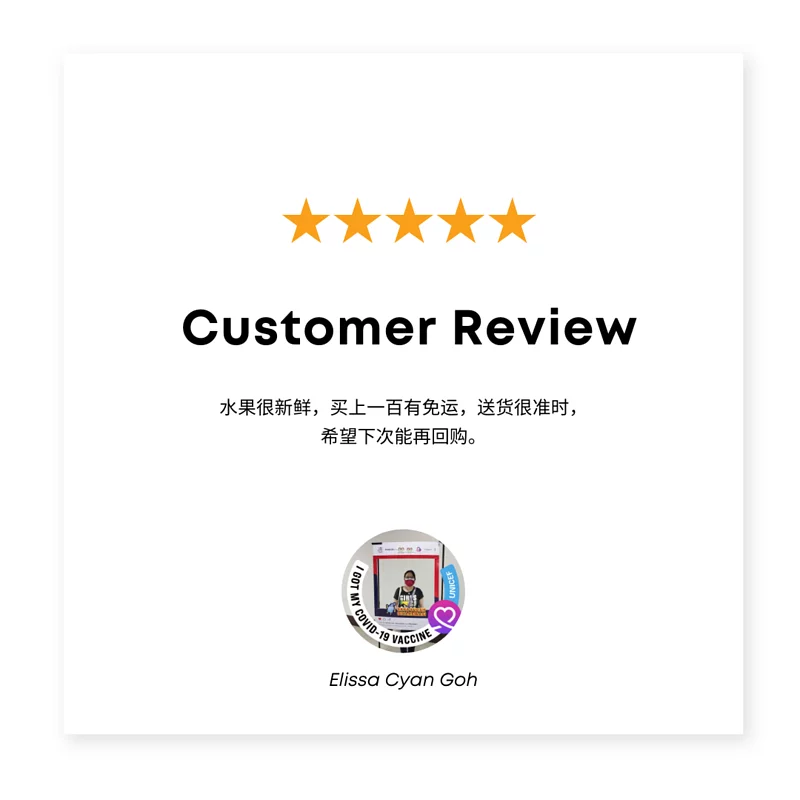 Customer Review
水果很新鲜，买上一百有免运，送货很准时，
希望下次能再回购。
I GOT MY COVID-19 VACCINE
UNICEF
Elissa Cyan Goh